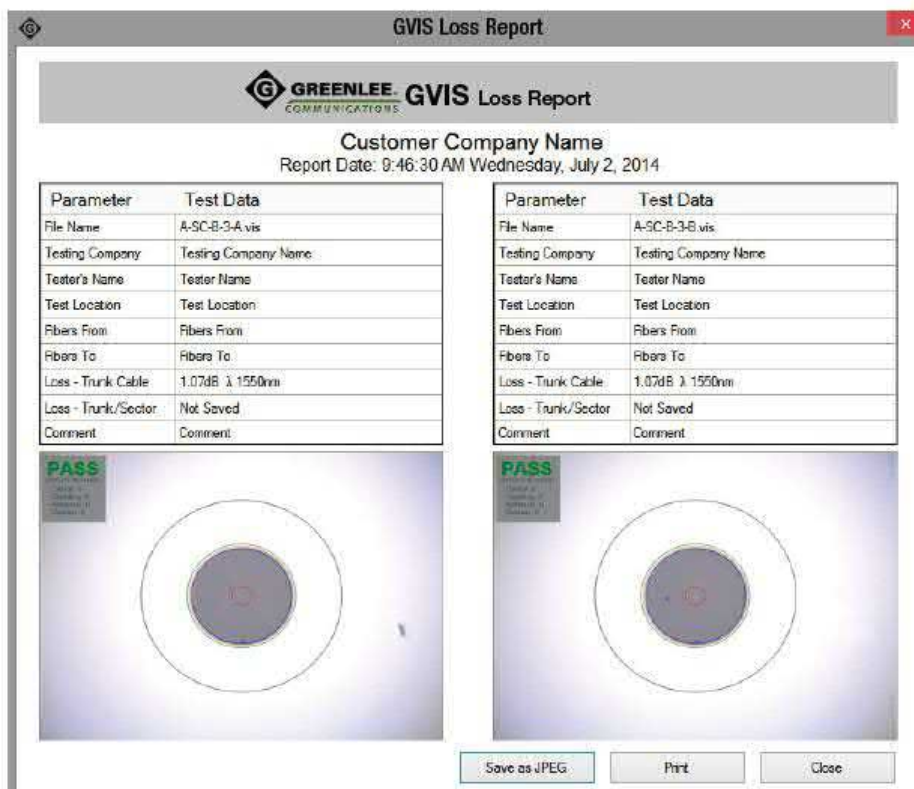 GVIS Loss Report
x
G
GREENLEE
COMMUNICATIONS
GVIS Loss Report
Customer Company Name
Report Date: 9:46:30 AM Wednesday, July 2, 2014
Parameter Test Data
File Name A-SC-B-3-A.vis
Testing Company Testing Company Name
Tester's Name Tester Name
Test Location Test Location
Fibers From Fibers From
Fibers To Fibers To
Loss - Trunk Cable 1.07dB λ 1550nm
Loss - Trunk/Sector Not Saved
Comment Comment
PASS
Parameter Test Data
File Name A-SC-B-3-B.vis
Testing Company Testing Company Name
Tester's Name Tester Name
Test Location Test Location
Fibers From Fibers From
Fibers To Fibers To
Loss - Trunk Cable 1.07dB λ 1550nm
Loss - Trunk/Sector Not Saved
Comment Comment
PASS
Save as JPEG
Print
Close